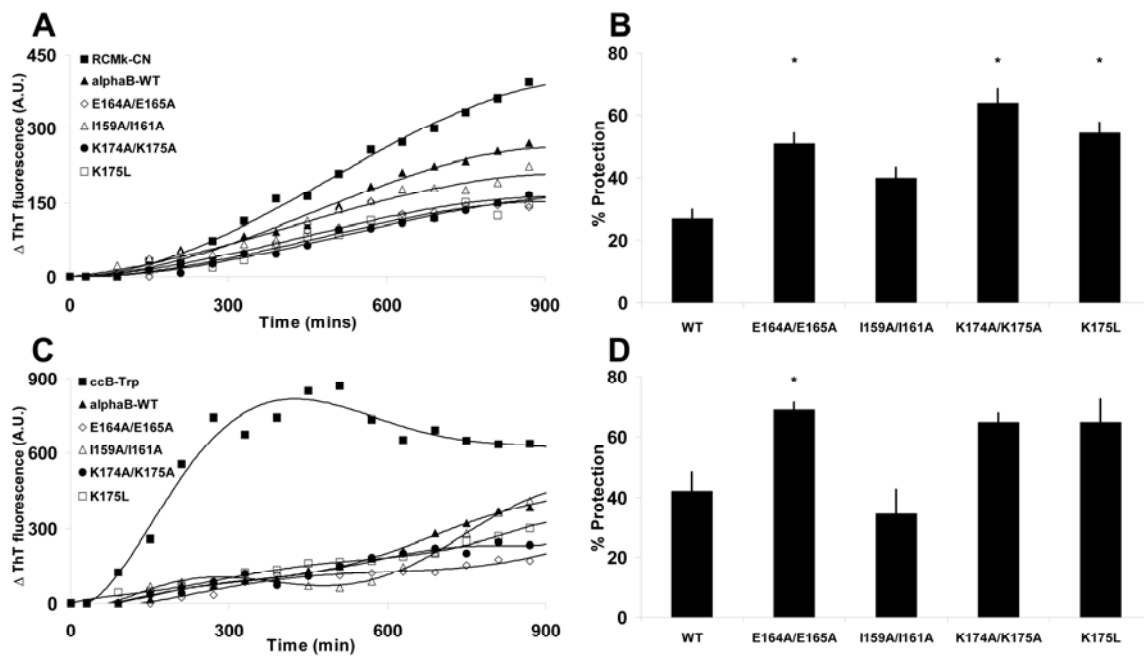 A
450
300
150
0
Δ ThT fluorescence (A.U.)
RCMk-CN
alphaB-WT
E164A/E165A
I159A/I161A
K174A/K175A
K175L
0 300 600 900
Time (mins)
B
80
60
40
20
0
% Protection
* * *
WT E164A/E165A I159A/I161A K174A/K175A K175L
C
900
600
300
0
Δ ThT fluorescence (A.U.)
ccB-Trp
alphaB-WT
E164A/E165A
I159A/I161A
K174A/K175A
K175L
0 300 600 900
Time (min)
D
80
60
40
20
0
% Protection
*
WT E164A/E165A I159A/I161A K174A/K175A K175L